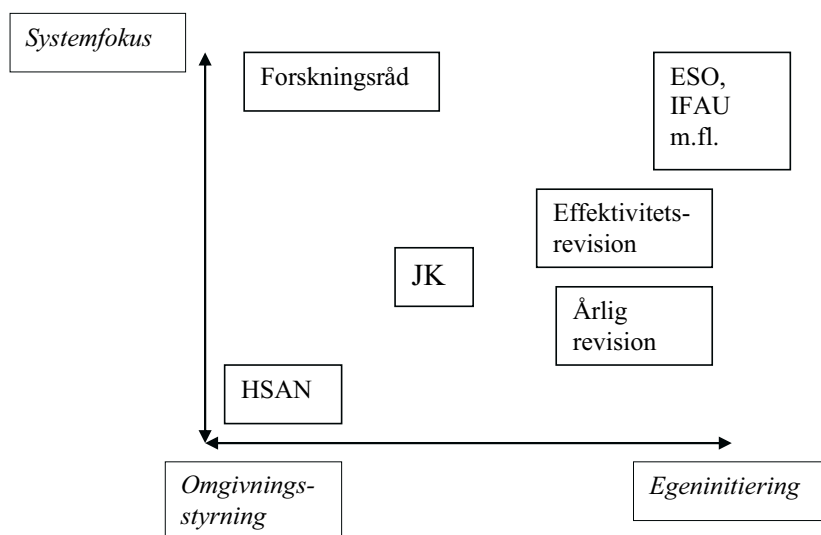 Systemfokus
Forskningsråd
ESO,
IFAU
m.fl.
Effektivitets-
revision
JK
Årlig
revision
HSAN
Omgivnings-
styrning
Egeninitiering